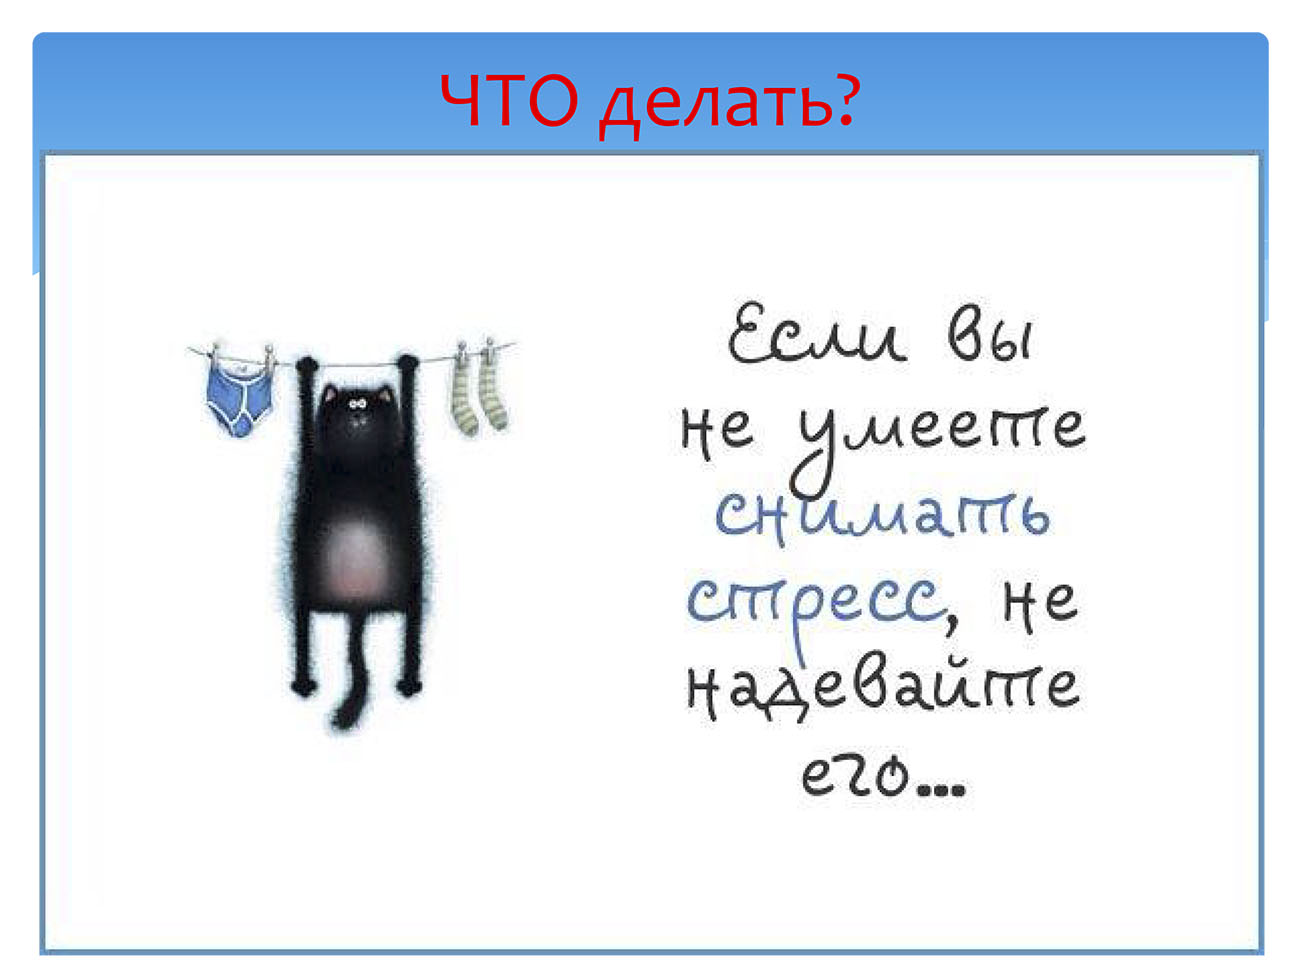 ЧТО делать?
Если вы
не умеете
снимать
стресс, не
надевайте
его...